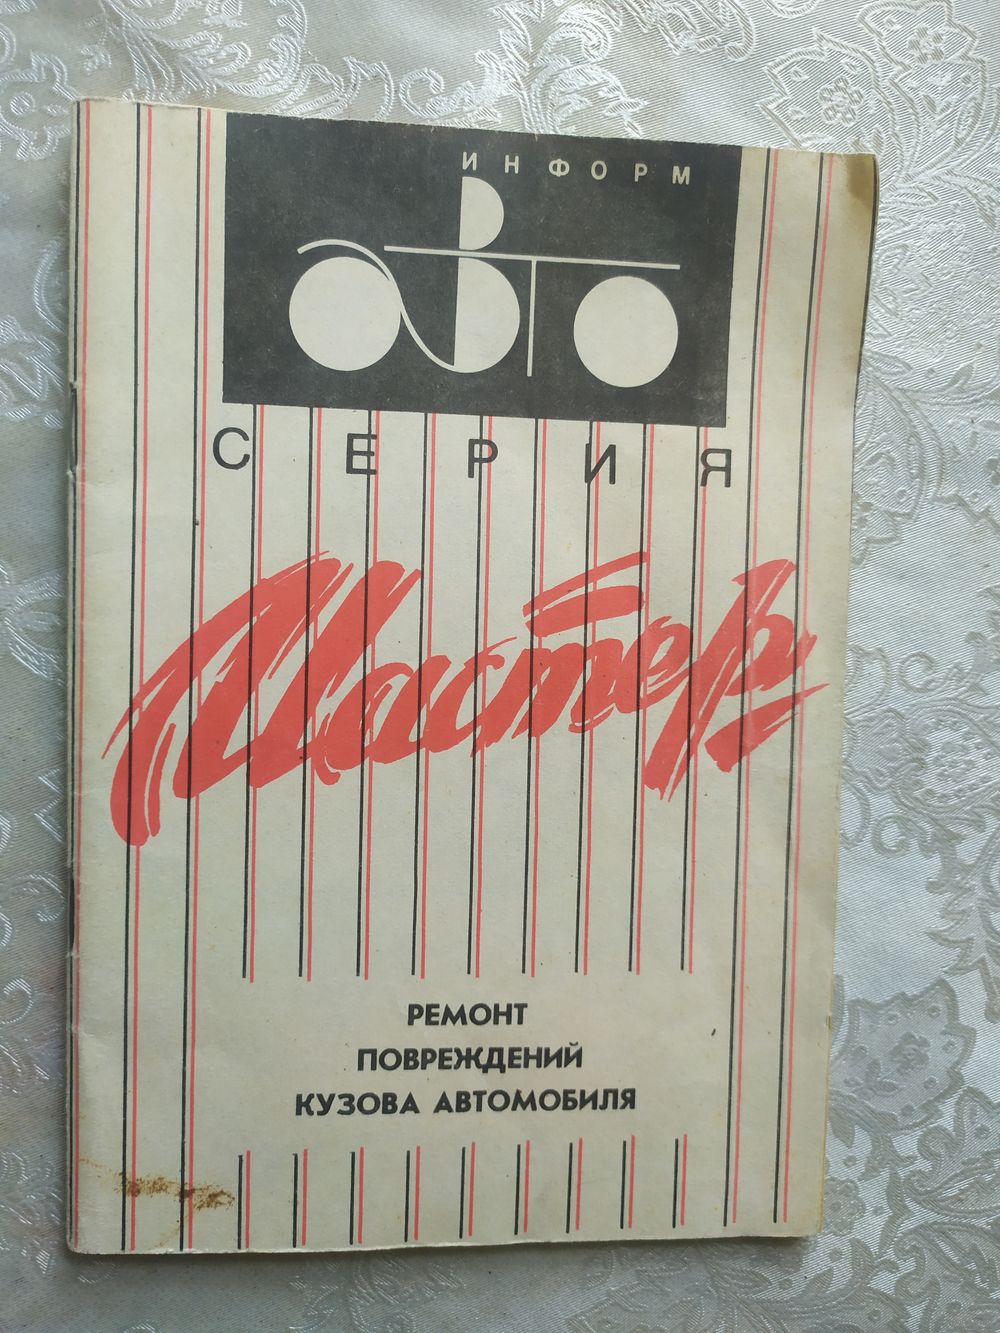 ИНФОРМ
авто
СЕРИЯ
Мастер
РЕМОНТ
ПОВРЕЖДЕНИЙ
КУЗОВА АВТОМОБИЛЯ